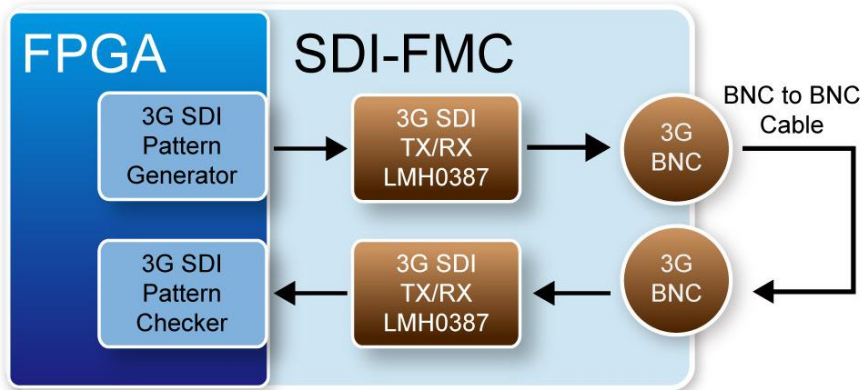 FPGA
SDI-FMC
3G SDI
Pattern
Generator
3G SDI
TX/RX
LMH0387
3G
BNC
BNC to BNC
Cable
3G SDI
Pattern
Checker
3G SDI
TX/RX
LMH0387
3G
BNC